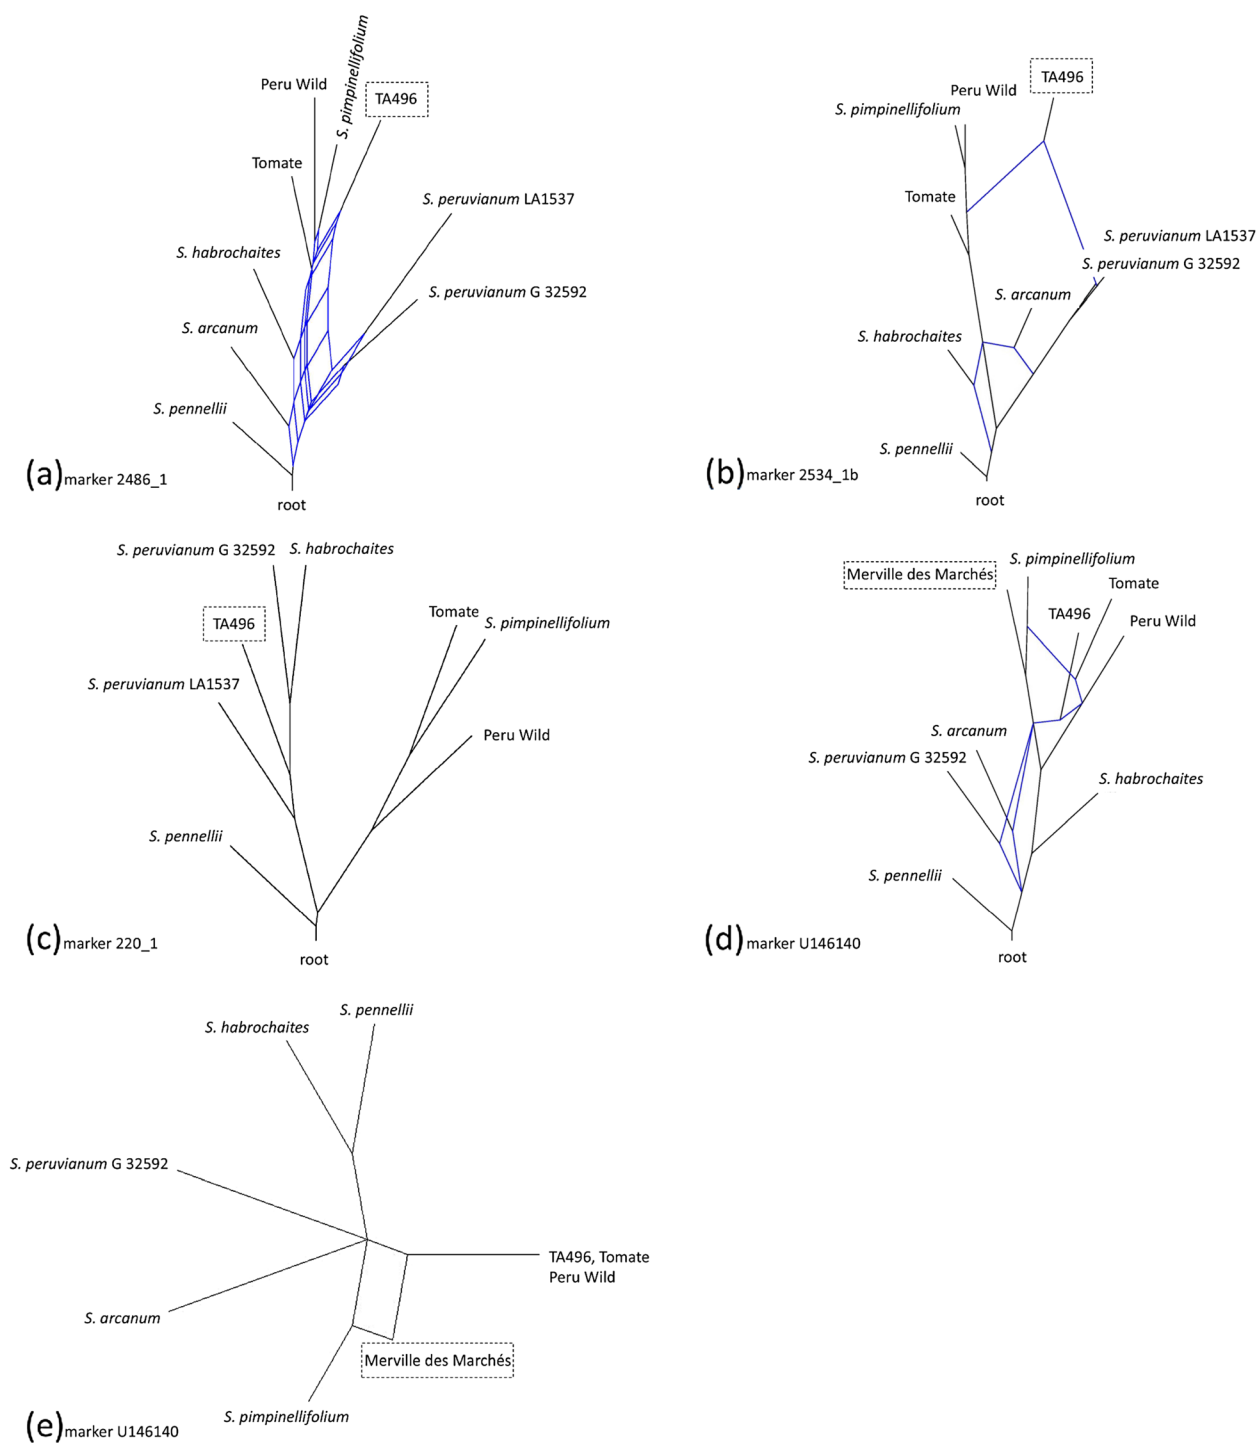 Peru Wild
S. pimpinellifolium
TA496
Tomate
S. peruvianum LA1537
S. habrochaites
S. peruvianum G 32592
S. arcanum
S. pennellii
(a) marker 2486_1
root
TA496
Peru Wild
S. pimpinellifolium
Tomate
S. peruvianum LA1537
S. peruvianum G 32592
S. arcanum
S. habrochaites
S. pennellii
(b) marker 2534_1b
root
S. peruvianum G 32592
S. habrochaites
TA496
Tomate
S. pimpinellifolium
S. peruvianum LA1537
Peru Wild
S. pennellii
(c) marker 220_1
root
S. pimpinellifolium
Merville des Marchés
Tomate
TA496
Peru Wild
S. arcanum
S. peruvianum G 32592
S. habrochaites
S. pennellii
(d) marker U146140
root
S. pennellii
S. habrochaites
S. peruvianum G 32592
TA496, Tomate
Peru Wild
S. arcanum
Merville des Marchés
S. pimpinellifolium
(e) marker U146140